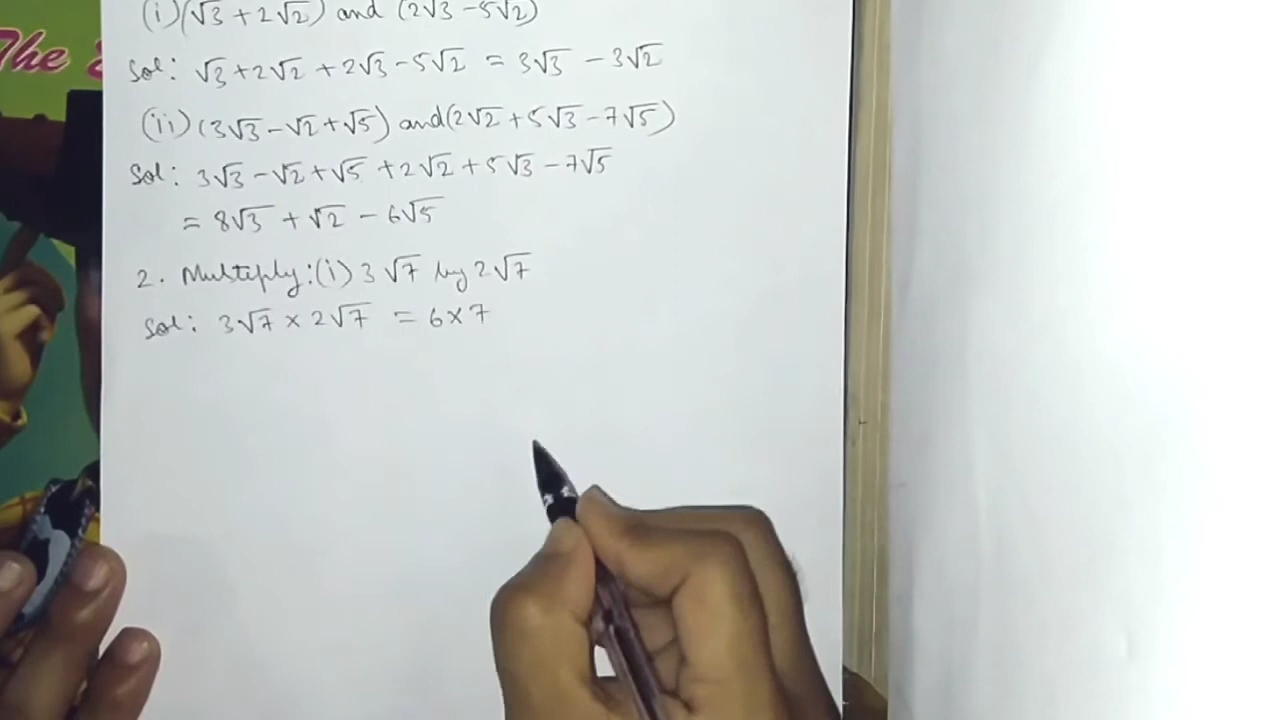 The
(i) (√3 + 2√2) and (2√3 - 5√2)
Sol: √3 + 2√2 + 2√3 - 5√2 = 3√3 - 3√2
(ii) (3√3 - √2 + √5) and (2√2 + 5√3 - 7√5)
Sol: 3√3 - √2 + √5 + 2√2 + 5√3 - 7√5
= 8√3 + √2 - 6√5
2. Multiply: (i) 3√7 by 2√7
Sol: 3√7 × 2√7 = 6×7